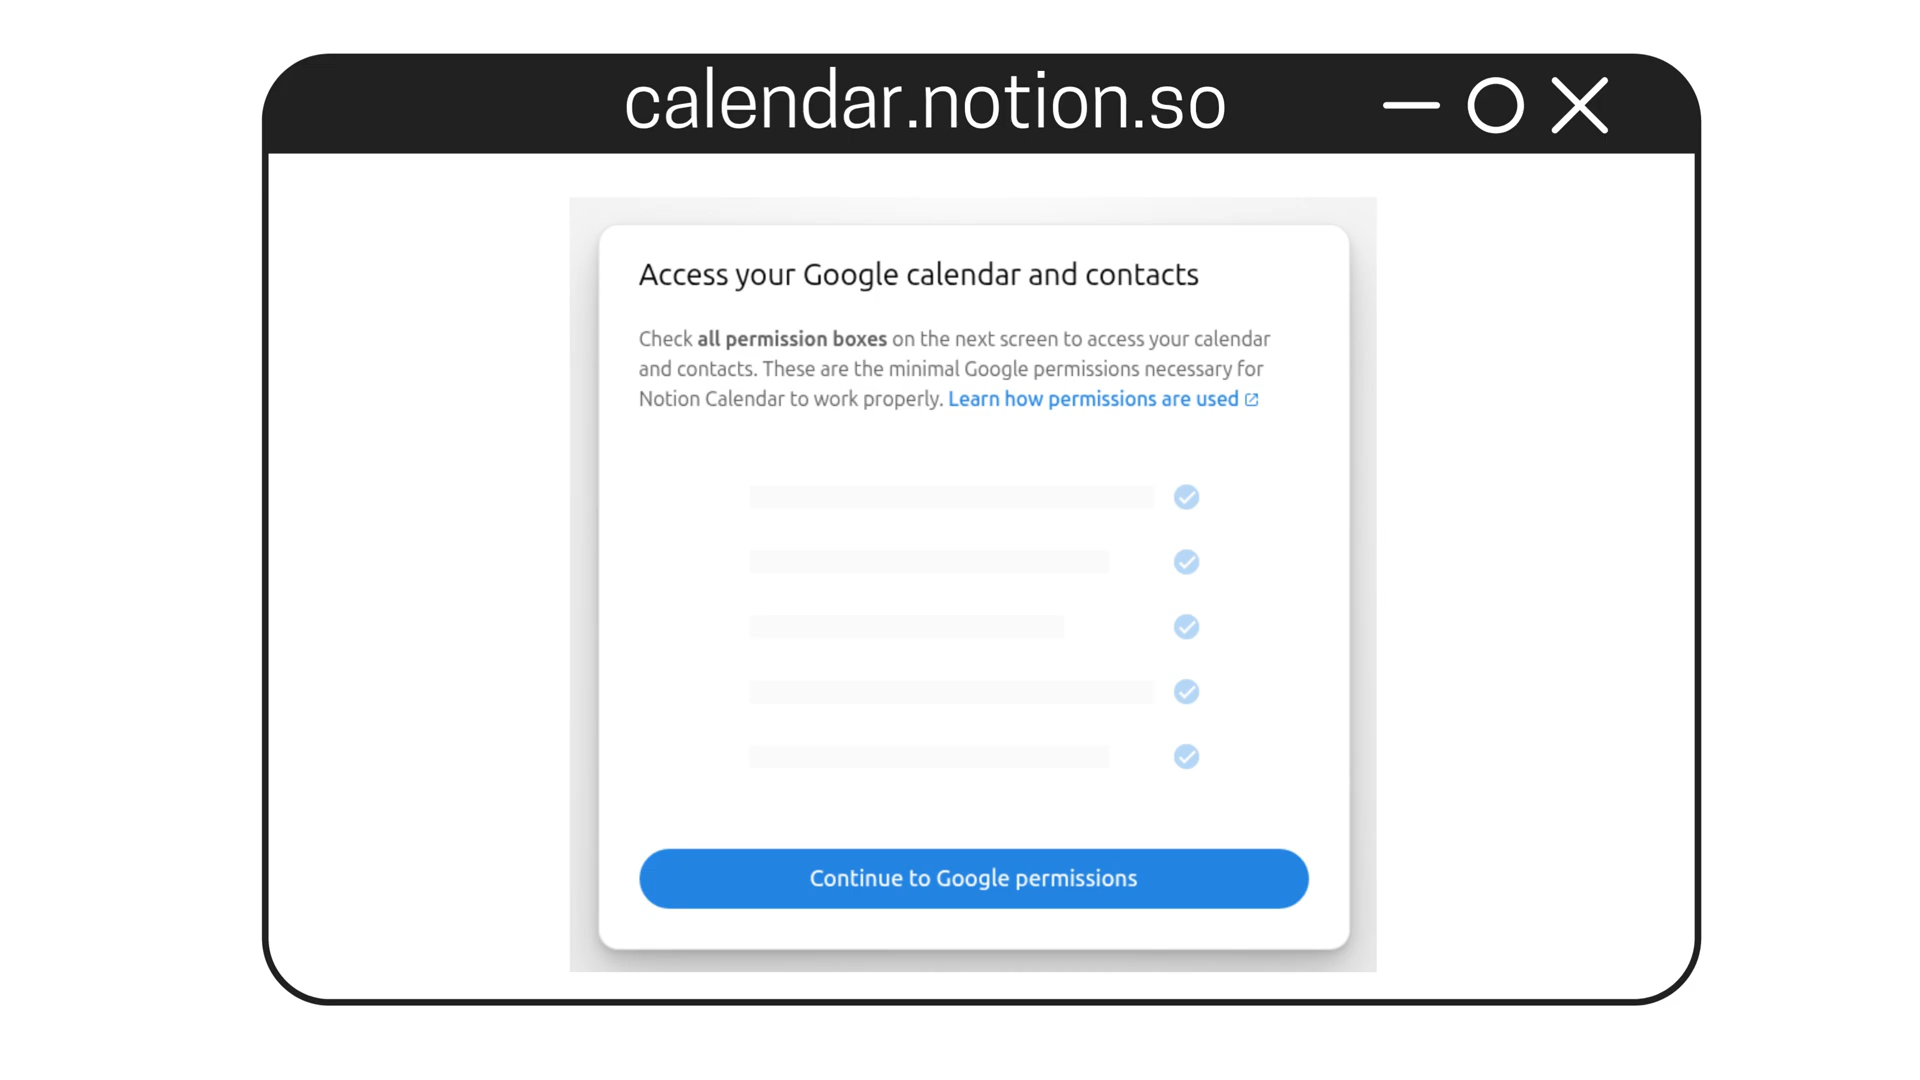 calendar.notion.so
Access your Google calendar and contacts
Check all permission boxes on the next screen to access your calendar
and contacts. These are the minimal Google permissions necessary for
Notion Calendar to work properly. Learn how permissions are used
Continue to Google permissions